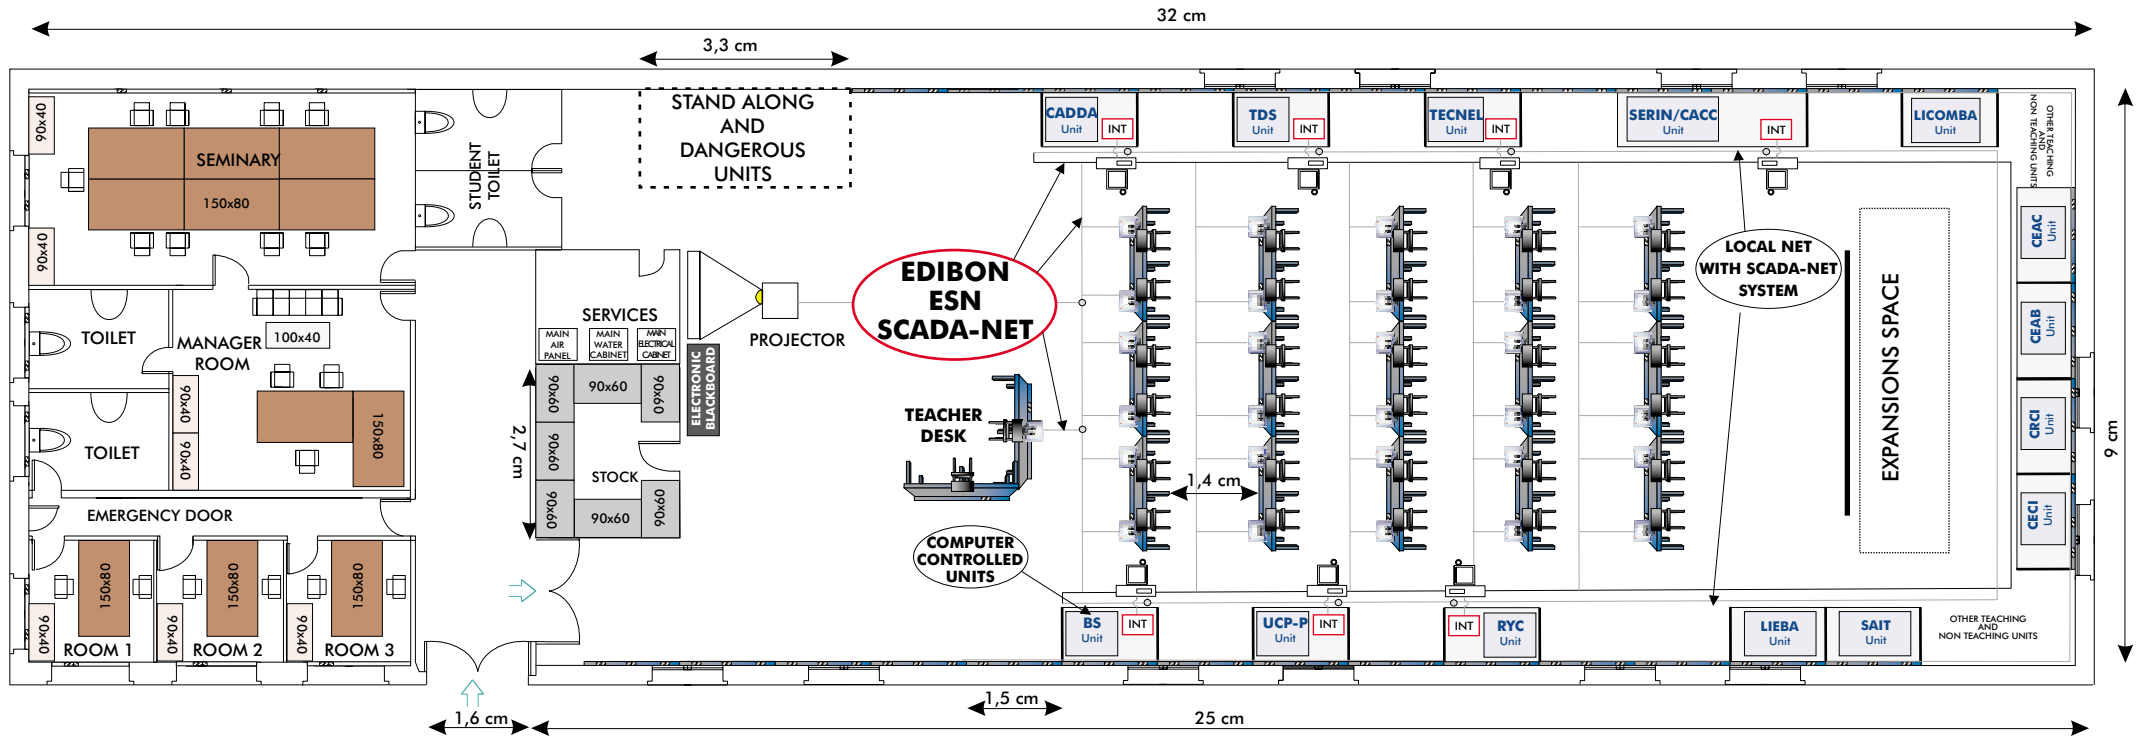 32 cm
3,3 cm
STAND ALONG
AND
DANGEROUS
UNITS
CADDA
Unit
INT
TDS
Unit
INT
TECNEL
Unit
INT
SERIN/CACC
Unit
INT
LICOMBA
Unit
OTHER TEACHING
AND
NON TEACHING UNITS
90x40
SEMINARY
150x80
90x40
STUDENT
TOILET
CEAC
Unit
CEAB
Unit
CRCI
Unit
CECI
Unit
9 cm
LOCAL NET
WITH SCADA-NET
SYSTEM
EXPANSIONS SPACE
EDIBON
ESN
SCADA-NET
SERVICES
MAIN
AIR
PANEL
MAIN
WATER
CABINET
MAIN
ELECTRICAL
CABINET
PROJECTOR
ELECTRONIC
BLACKBOARD
TOILET
MANAGER
ROOM
100x40
90x40
90x40
150x80
TOILET
90x60
90x60
90x60
90x60
90x60
90x60
90x60
STOCK
2,7 cm
TEACHER
DESK
1,4 cm
EMERGENCY DOOR
COMPUTER
CONTROLLED
UNITS
150x80
90x40
ROOM 1
150x80
90x40
ROOM 2
150x80
90x40
ROOM 3
BS
Unit
INT
UCP-P
Unit
INT
INT
RYC
Unit
LIEBA
Unit
SAIT
Unit
OTHER TEACHING
AND
NON TEACHING UNITS
1,6 cm
1,5 cm
25 cm